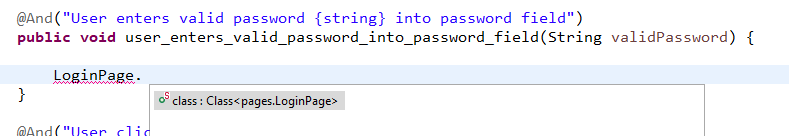 @And("User enters valid password {string} into password field")
public void user_enters_valid_password_into_password_field(String validPassword) {
LoginPage.
}
S class : Class<pages.LoginPage>
@And("User clic